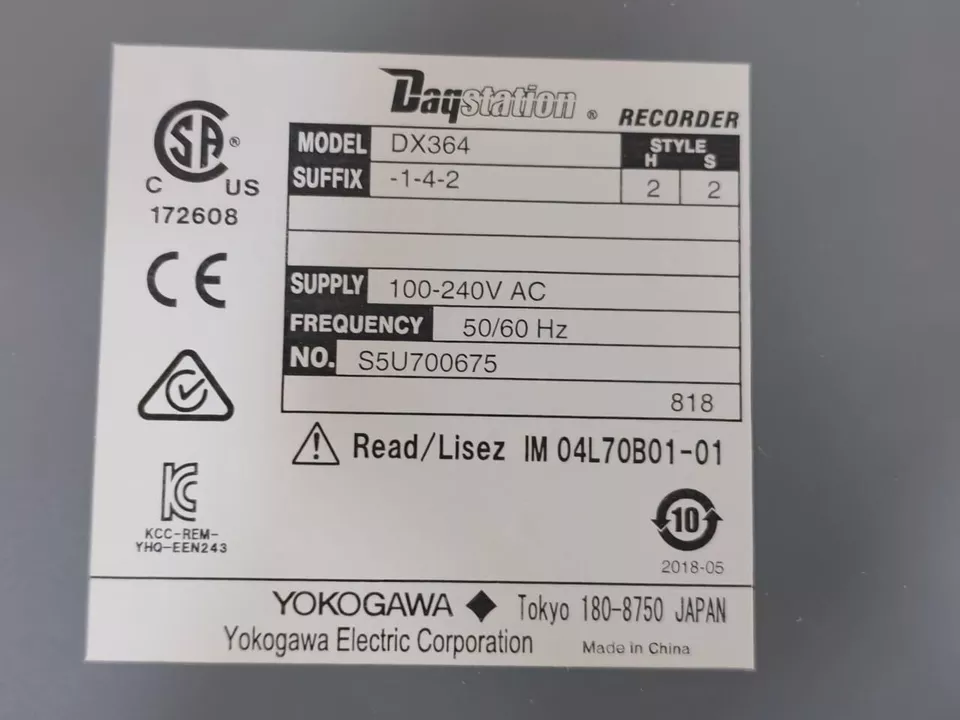 Daqstation® RECORDER
MODEL DX364 STYLE
H S
SUFFIX -1-4-2 2 2
SUPPLY 100-240V AC
FREQUENCY 50/60 Hz
NO. S5U700675
818
Read/Lisez IM 04L70B01-01
SA ®
C US
172608
CE
KC
KCC-REM-
YHQ-EEN243
10
2018-05
YOKOGAWA Tokyo 180-8750 JAPAN
Yokogawa Electric Corporation Made in China